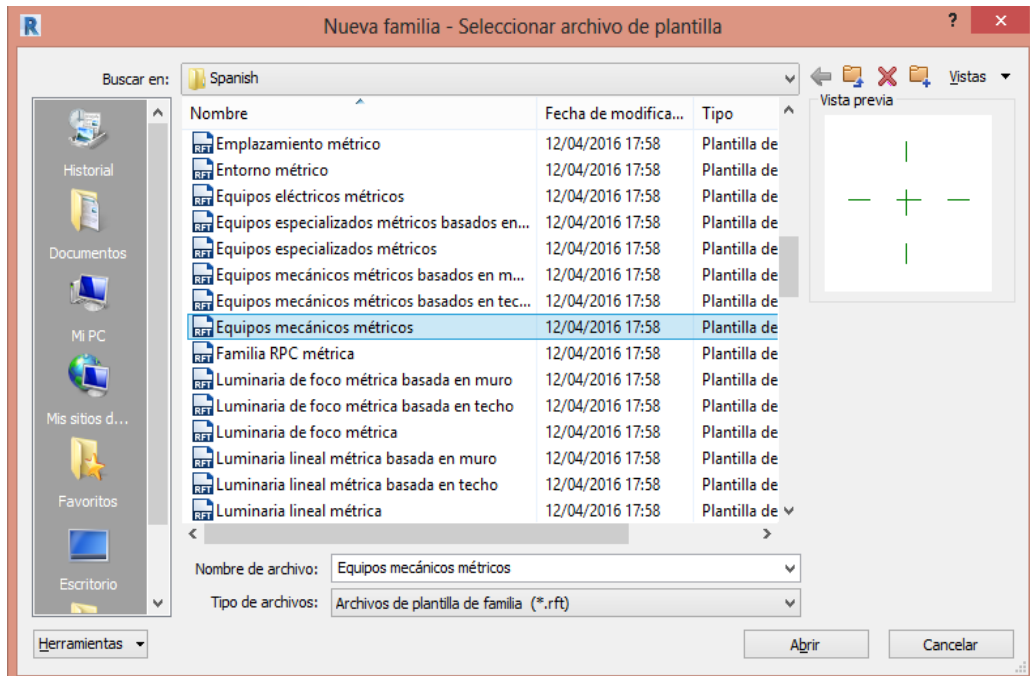 Nueva familia - Seleccionar archivo de plantilla
?
Buscar en:
Spanish
Vistas
Historial
Documentos
Mi PC
Mis sitios d...
Favoritos
Escritorio
Nombre Fecha de modifica... Tipo
Emplazamiento métrico 12/04/2016 17:58 Plantilla de
Entorno métrico 12/04/2016 17:58 Plantilla de
Equipos eléctricos métricos 12/04/2016 17:58 Plantilla de
Equipos especializados métricos basados en... 12/04/2016 17:58 Plantilla de
Equipos especializados métricos 12/04/2016 17:58 Plantilla de
Equipos mecánicos métricos basados en m... 12/04/2016 17:58 Plantilla de
Equipos mecánicos métricos basados en tec... 12/04/2016 17:58 Plantilla de
Equipos mecánicos métricos 12/04/2016 17:58 Plantilla de
Familia RPC métrica 12/04/2016 17:58 Plantilla de
Luminaria de foco métrica basada en muro 12/04/2016 17:58 Plantilla de
Luminaria de foco métrica basada en techo 12/04/2016 17:58 Plantilla de
Luminaria de foco métrica 12/04/2016 17:58 Plantilla de
Luminaria lineal métrica basada en muro 12/04/2016 17:58 Plantilla de
Luminaria lineal métrica basada en techo 12/04/2016 17:58 Plantilla de
Luminaria lineal métrica 12/04/2016 17:58 Plantilla de
Vista previa
Nombre de archivo: Equipos mecánicos métricos
Tipo de archivos: Archivos de plantilla de familia (*.rft)
Herramientas
Abrir
Cancelar